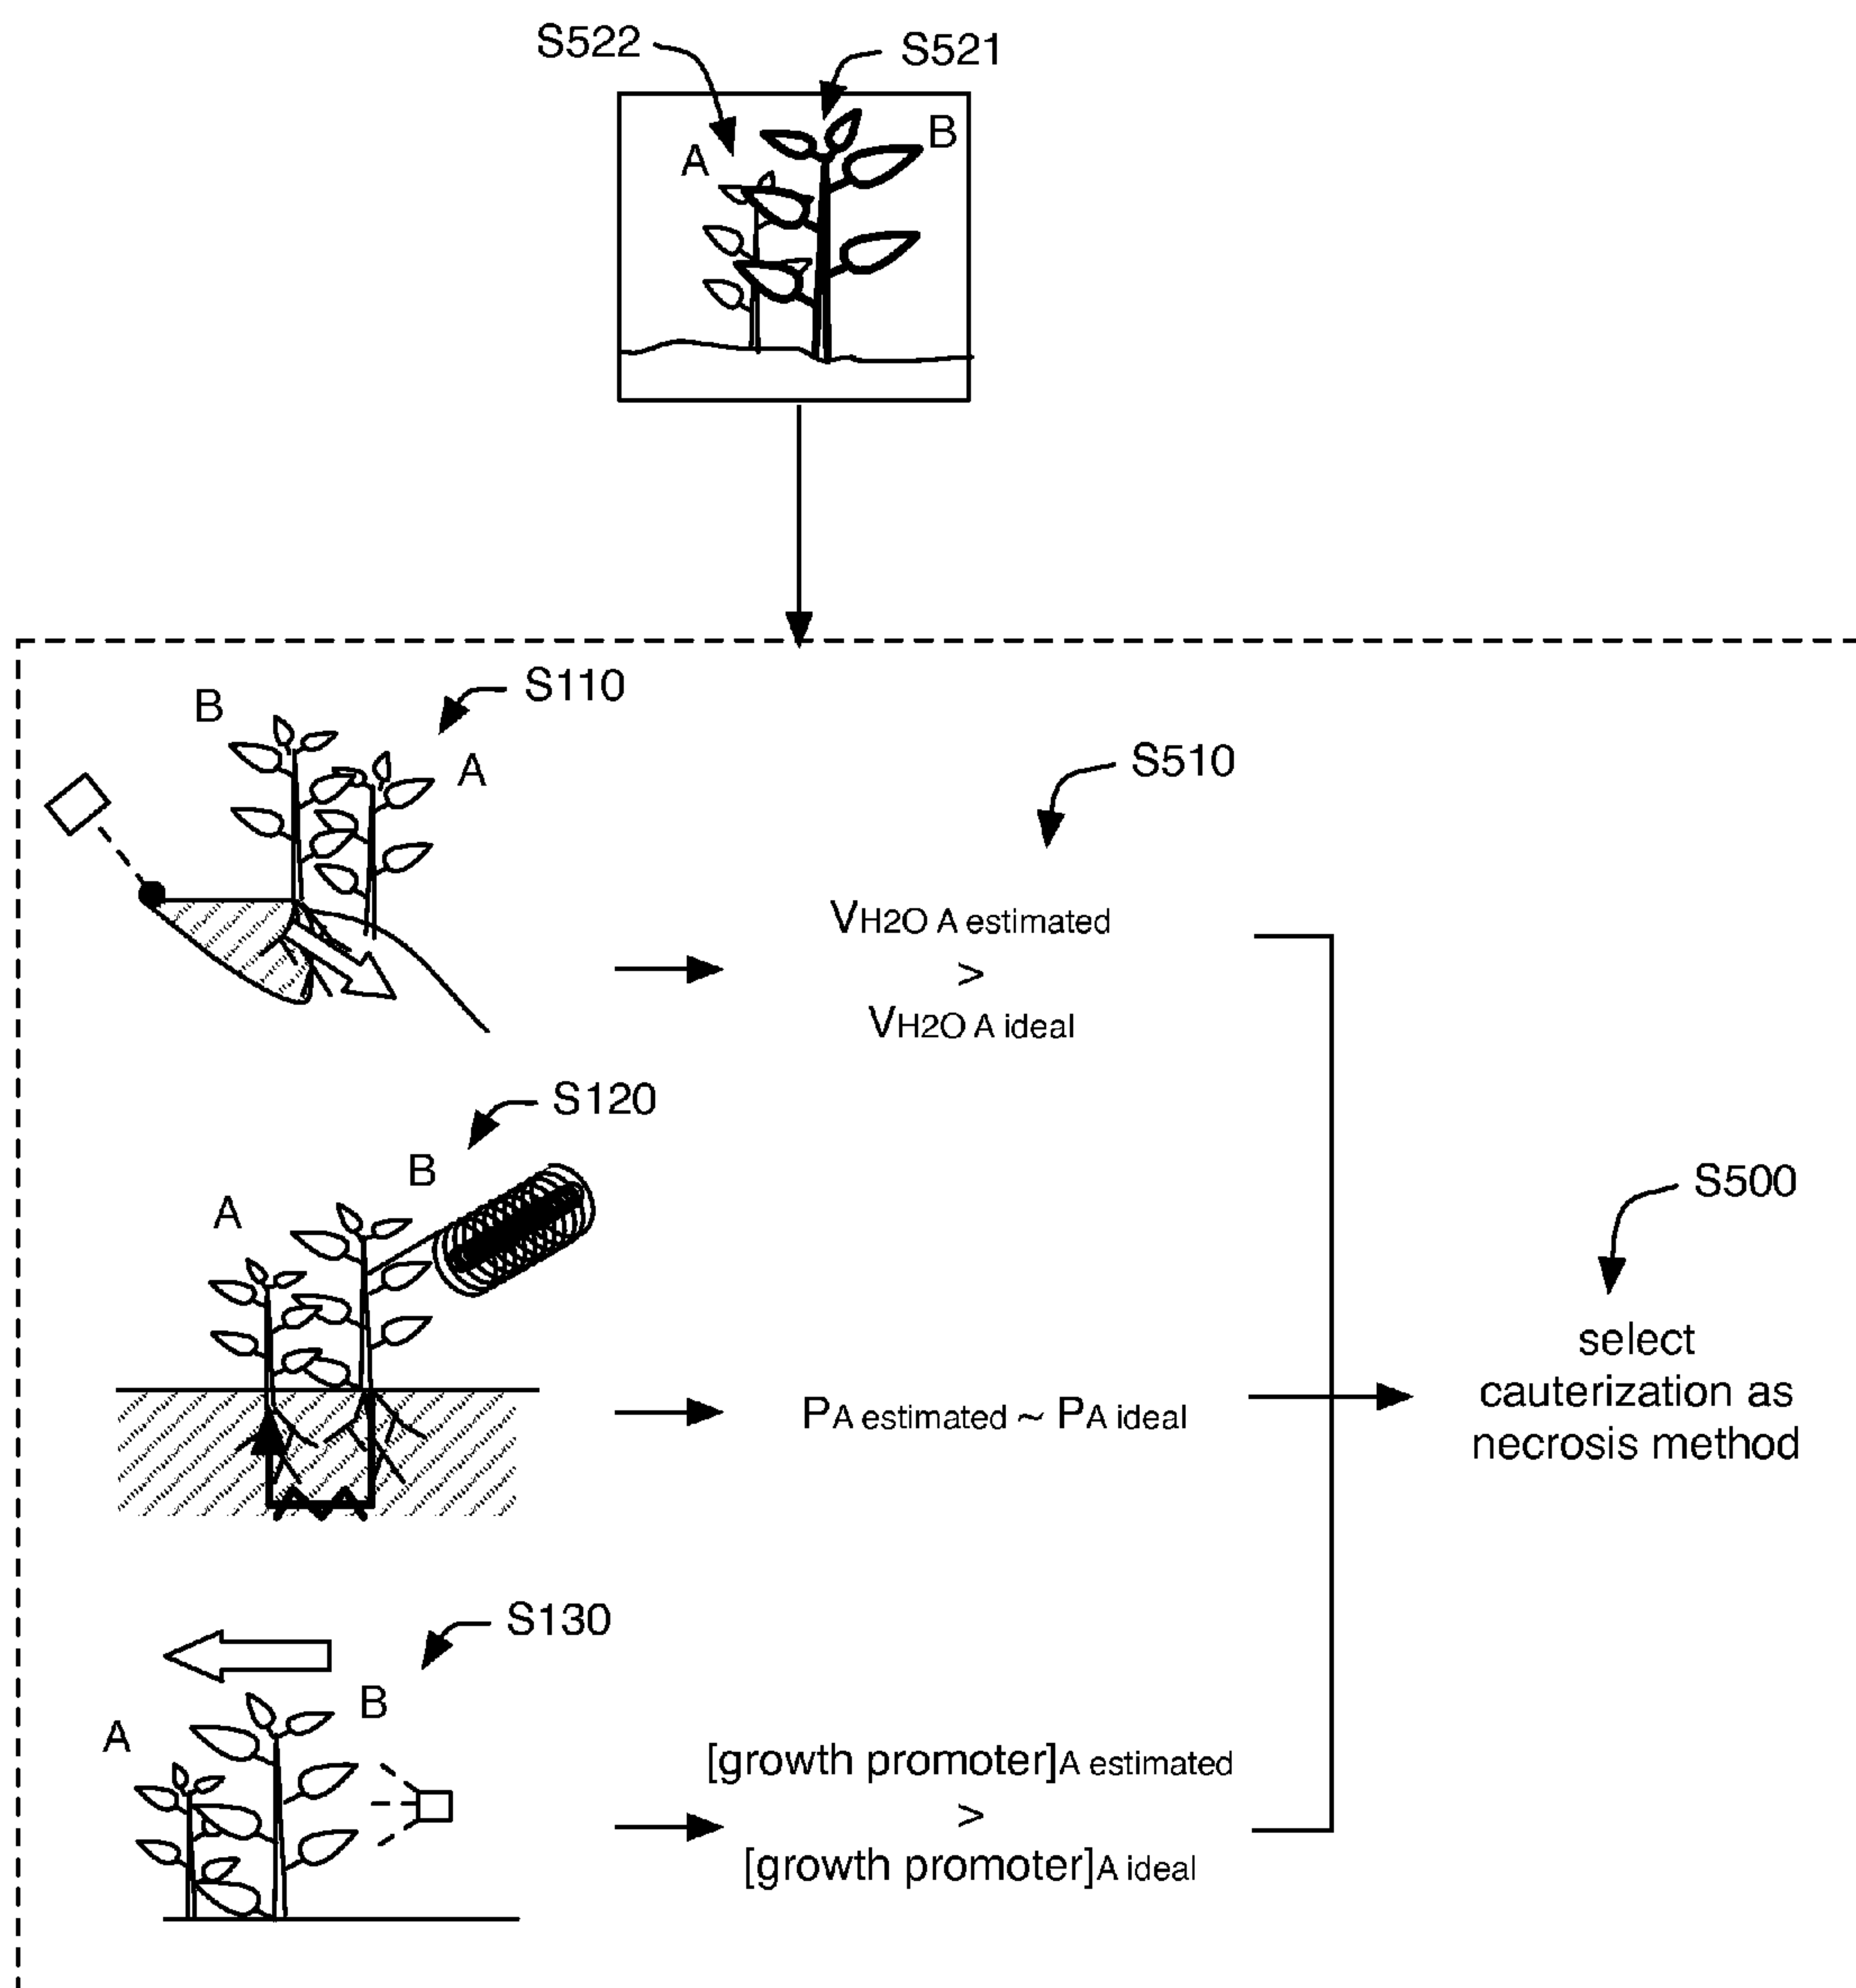 S522
S521
A
B
S110
B
A
S510
VH2O A estimated
>
VH2O A ideal
S120
B
A
S500
select
cauterization as
necrosis method
PA estimated ~ PA ideal
S130
B
A
[growth promoter]A estimated
>
[growth promoter]A ideal